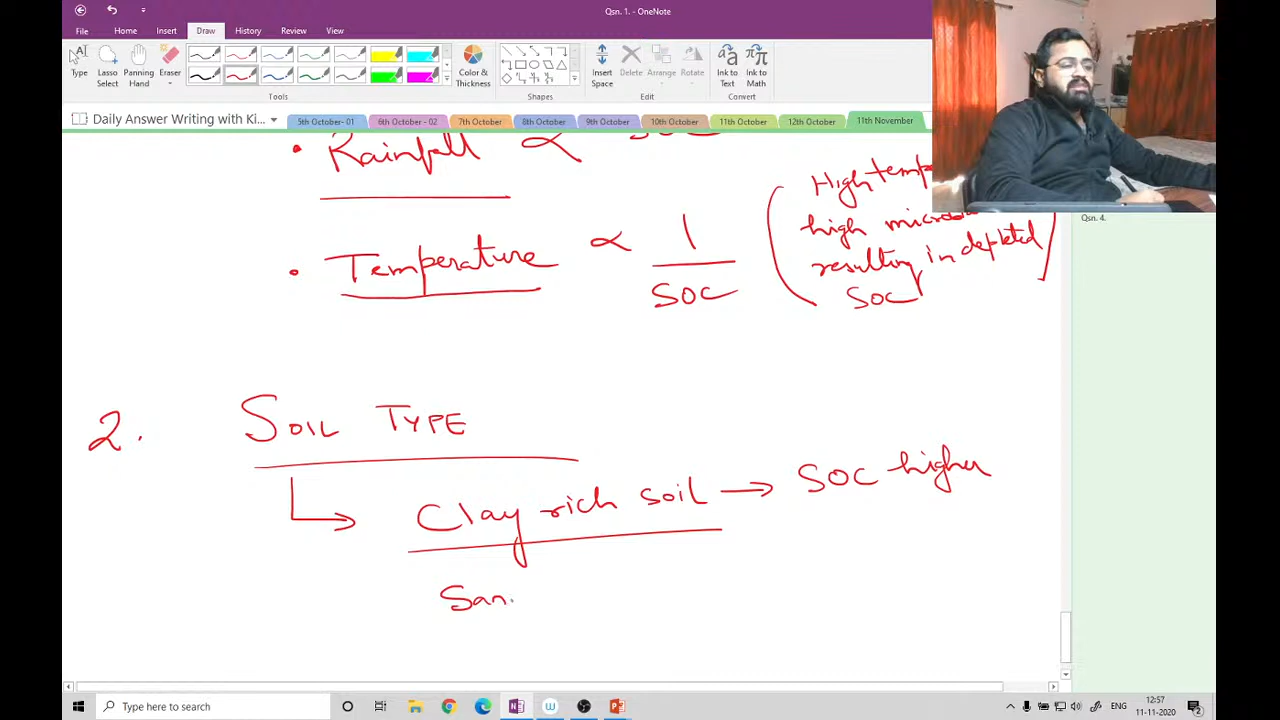 Qsn. 1. - OneNote
File Home Insert Draw History Review View
Type
Lasso Select
Panning Hand
Eraser
Color & Thickness
Insert Space
Delete
Arrange
Rotate
Ink to Text
Ink to Math
Tools
Shapes
Edit
Convert
Daily Answer Writing with Ki...
5th October- 01
6th October - 02
7th October
8th October
9th October
10th October
11th October
12th October
11th November
Qsn. 4.
• Rainfall ∝
• Temperature ∝ 1
SOC
(High temp
high
resulting in depleted
SOC)
2. SOIL TYPE
Clay rich soil → SOC higher
San
Type here to search
12:57
11-11-2020
2